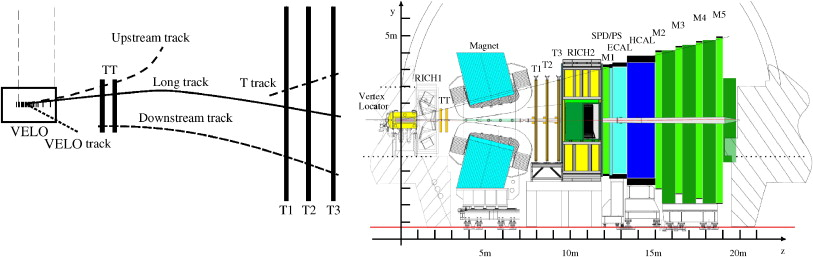 Upstream track
TT
Long track
T track
VELO
Downstream track
VELO track
T1 T2 T3
y
5m
Magnet
SPD/PS
ECAL
HCAL
M1
M2
M3
M4
M5
T1
T2
T3
RICH2
RICH1
TT
Vertex
Locator
5m 10m 15m 20m z